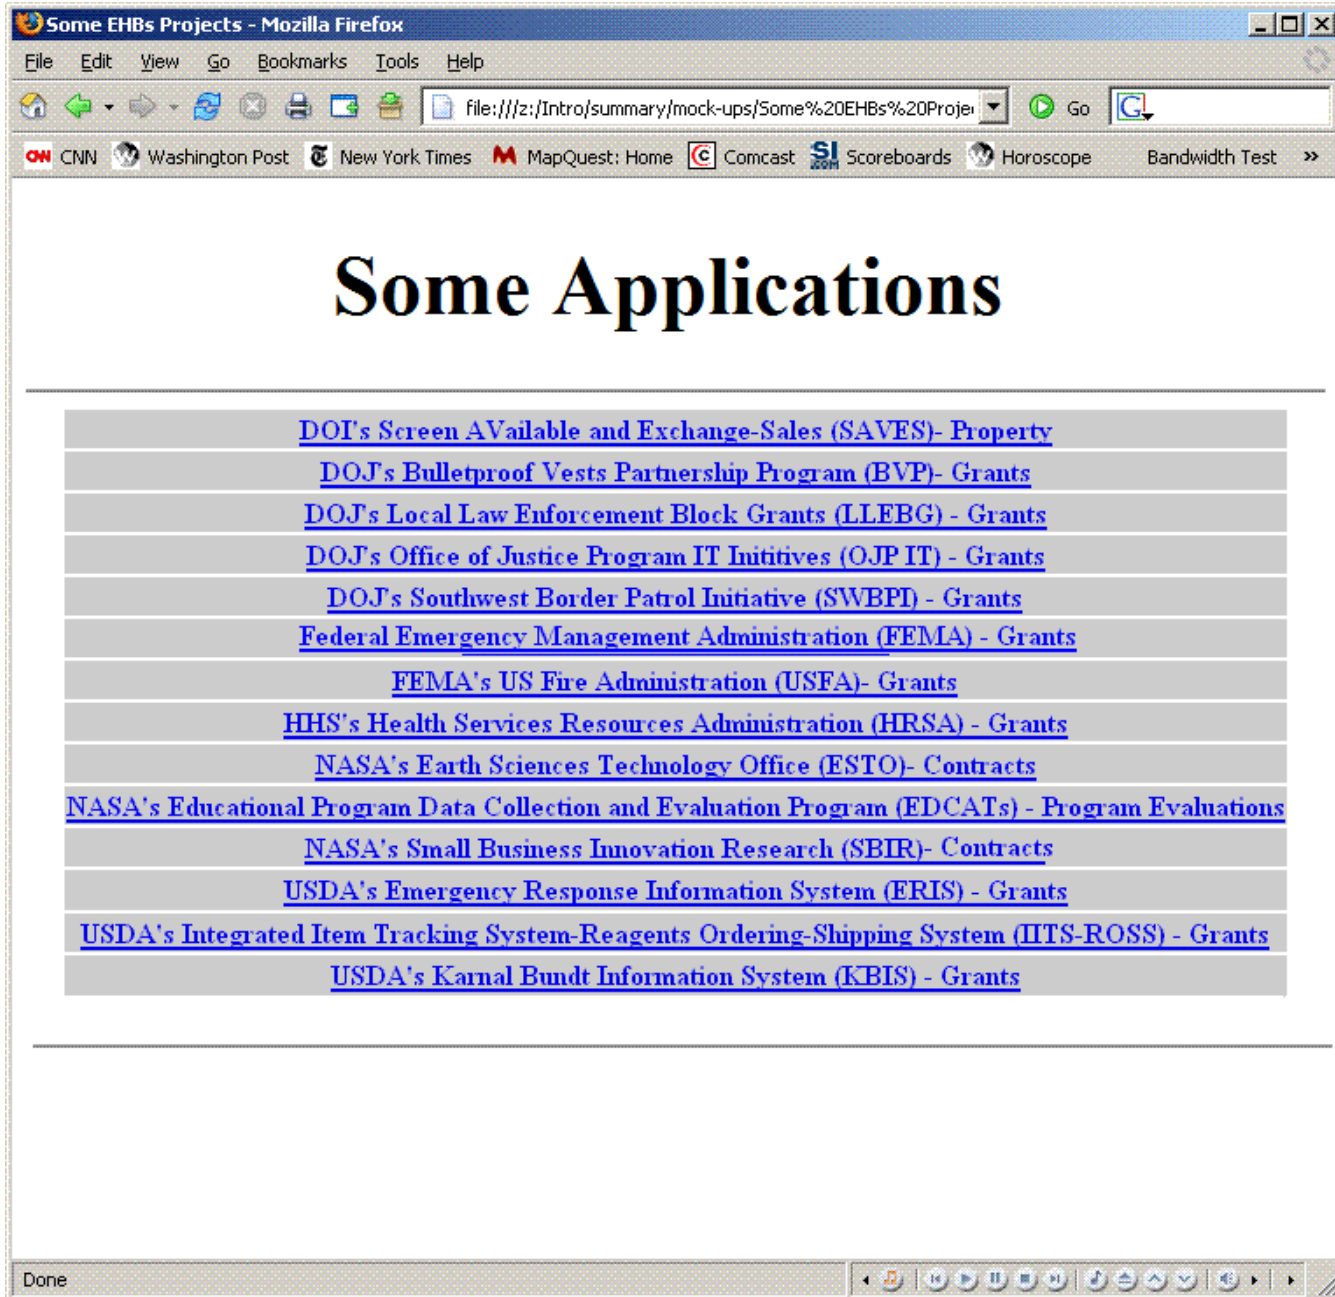 Some EHBs Projects - Mozilla Firefox
File Edit View Go Bookmarks Tools Help
file:///z:/Intro/summary/mock-ups/Some%20EHBs%20Proje Go G
CNN CNN Washington Post New York Times MapQuest: Home C Comcast SI.COM Scoreboards Horoscope Bandwidth Test »
Some Applications
DOI's Screen AVailable and Exchange-Sales (SAVES)- Property
DOJ's Bulletproof Vests Partnership Program (BVP)- Grants
DOJ's Local Law Enforcement Block Grants (LLEBG) - Grants
DOJ's Office of Justice Program IT Inititives (OJP IT) - Grants
DOJ's Southwest Border Patrol Initiative (SWBPI) - Grants
Federal Emergency Management Administration (FEMA) - Grants
FEMA's US Fire Administration (USFA)- Grants
HHS's Health Services Resources Administration (HRSA) - Grants
NASA's Earth Sciences Technology Office (ESTO)- Contracts
NASA's Educational Program Data Collection and Evaluation Program (EDCATs) - Program Evaluations
NASA's Small Business Innovation Research (SBIR)- Contracts
USDA's Emergency Response Information System (ERIS) - Grants
USDA's Integrated Item Tracking System-Reagents Ordering-Shipping System (IITS-ROSS) - Grants
USDA's Karnal Bundt Information System (KBIS) - Grants
Done